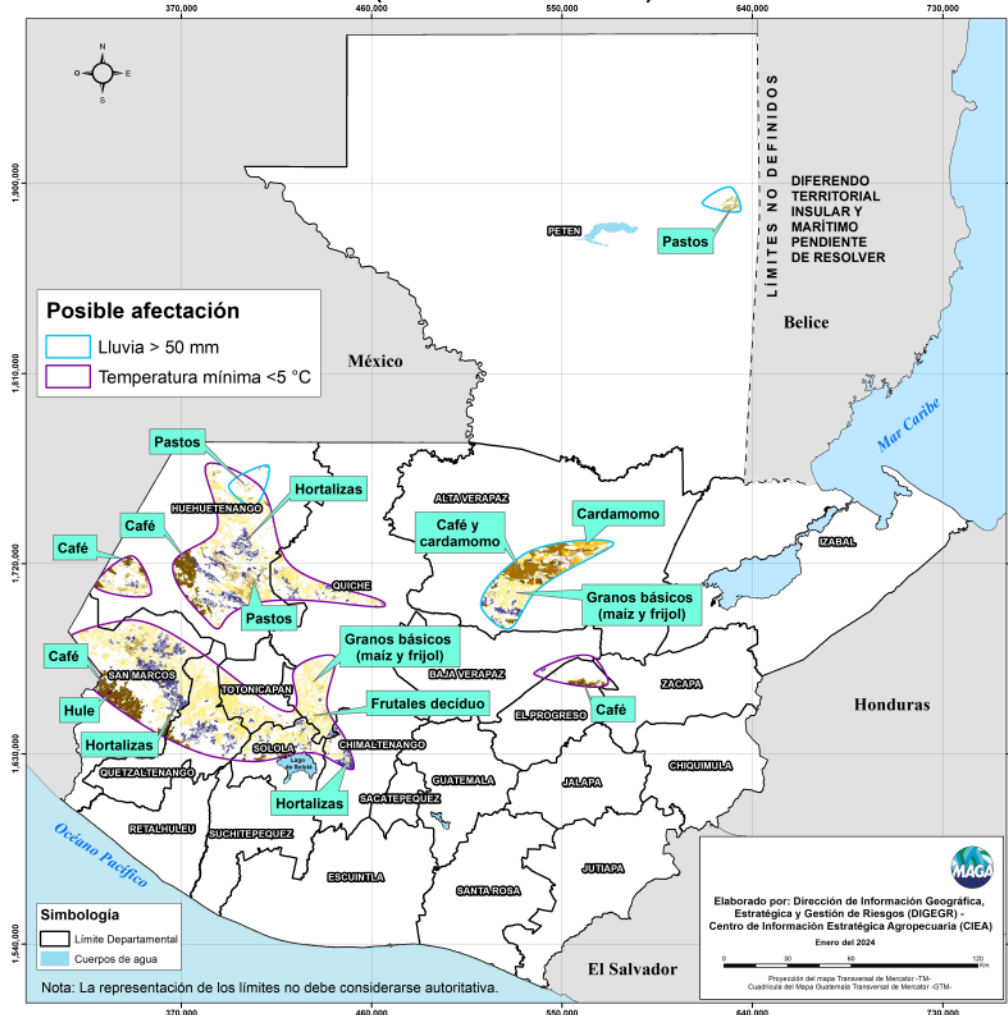 370,000
460,000
550,000
640,000
730,000
N
O
E
S
1,900,000
1,810,000
1,720,000
1,630,000
1,540,000
LÍMITES NO DEFINIDOS
DIFERENDO
TERRITORIAL
INSULAR Y
MARÍTIMO
PENDIENTE
DE RESOLVER
PETEN
Pastos
Belice
Posible afectación
Lluvia > 50 mm
Temperatura mínima <5 °C
México
Mar Caribe
Pastos
Hortalizas
HUEHUETENANGO
ALTA VERAPAZ
Café
Café y
cardamomo
Cardamomo
Café
IZABAL
QUICHE
Granos básicos
(maíz y frijol)
Pastos
Granos básicos
(maíz y frijol)
Café
SAN MARCOS
TOTONICAPAN
BAJA VERAPAZ
ZACAPA
Hule
Frutales decíduo
EL PROGRESO
Café
Honduras
Hortalizas
SOLOLA
CHIMALTENANGO
Lago
de Atitlán
QUETZALTENANGO
GUATEMALA
JALAPA
CHIQUIMULA
Hortalizas
SACATEPEQUEZ
RETALHULEU
SUCHITEPEQUEZ
Océano Pacífico
ESCUINTLA
SANTA ROSA
JUTIAPA
MAGA
Elaborado por: Dirección de Información Geográfica,
Estratégica y Gestión de Riesgos (DIGEGR) -
Centro de Información Estratégica Agropecuaria (CIEA)
Enero del 2024
0 30 60 120
Km
Proyección del mapa Transversal de Mercator -TM-
Cuadrícula del Mapa Guatemala Transversal de Mercator -GTM-
Simbología
Límite Departamental
Cuerpos de agua
El Salvador
Nota: La representación de los límites no debe considerarse autoritativa.
370,000
460,000
550,000
640,000
730,000